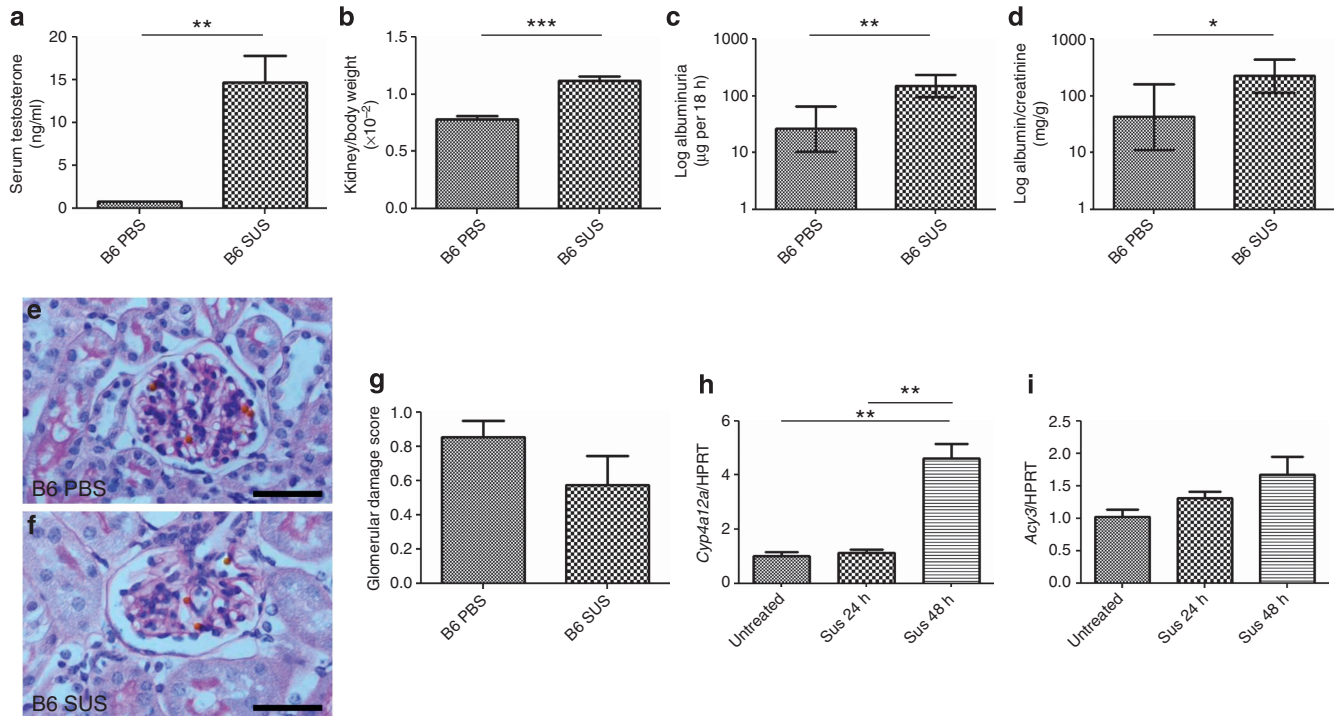 a
**
Serum testosterone
(ng/ml)
20
15
10
5
0
B6 PBS
B6 SUS
b
***
Kidney/body weight
(×10⁻²)
1.5
1.0
0.5
0.0
B6 PBS
B6 SUS
c
**
Log albuminuria
(µg per 18 h)
1000
100
10
1
B6 PBS
B6 SUS
d
*
Log albumin/creatinine
(mg/g)
1000
100
10
1
B6 PBS
B6 SUS
e
B6 PBS
f
B6 SUS
g
Glomerular damage score
1.0
0.8
0.6
0.4
0.2
0.0
B6 PBS
B6 SUS
h
**
**
Cyp4a12a/HPRT
6
4
2
0
Untreated
Sus 24 h
Sus 48 h
i
Acy3/HPRT
2.5
2.0
1.5
1.0
0.5
0.0
Untreated
Sus 24 h
Sus 48 h